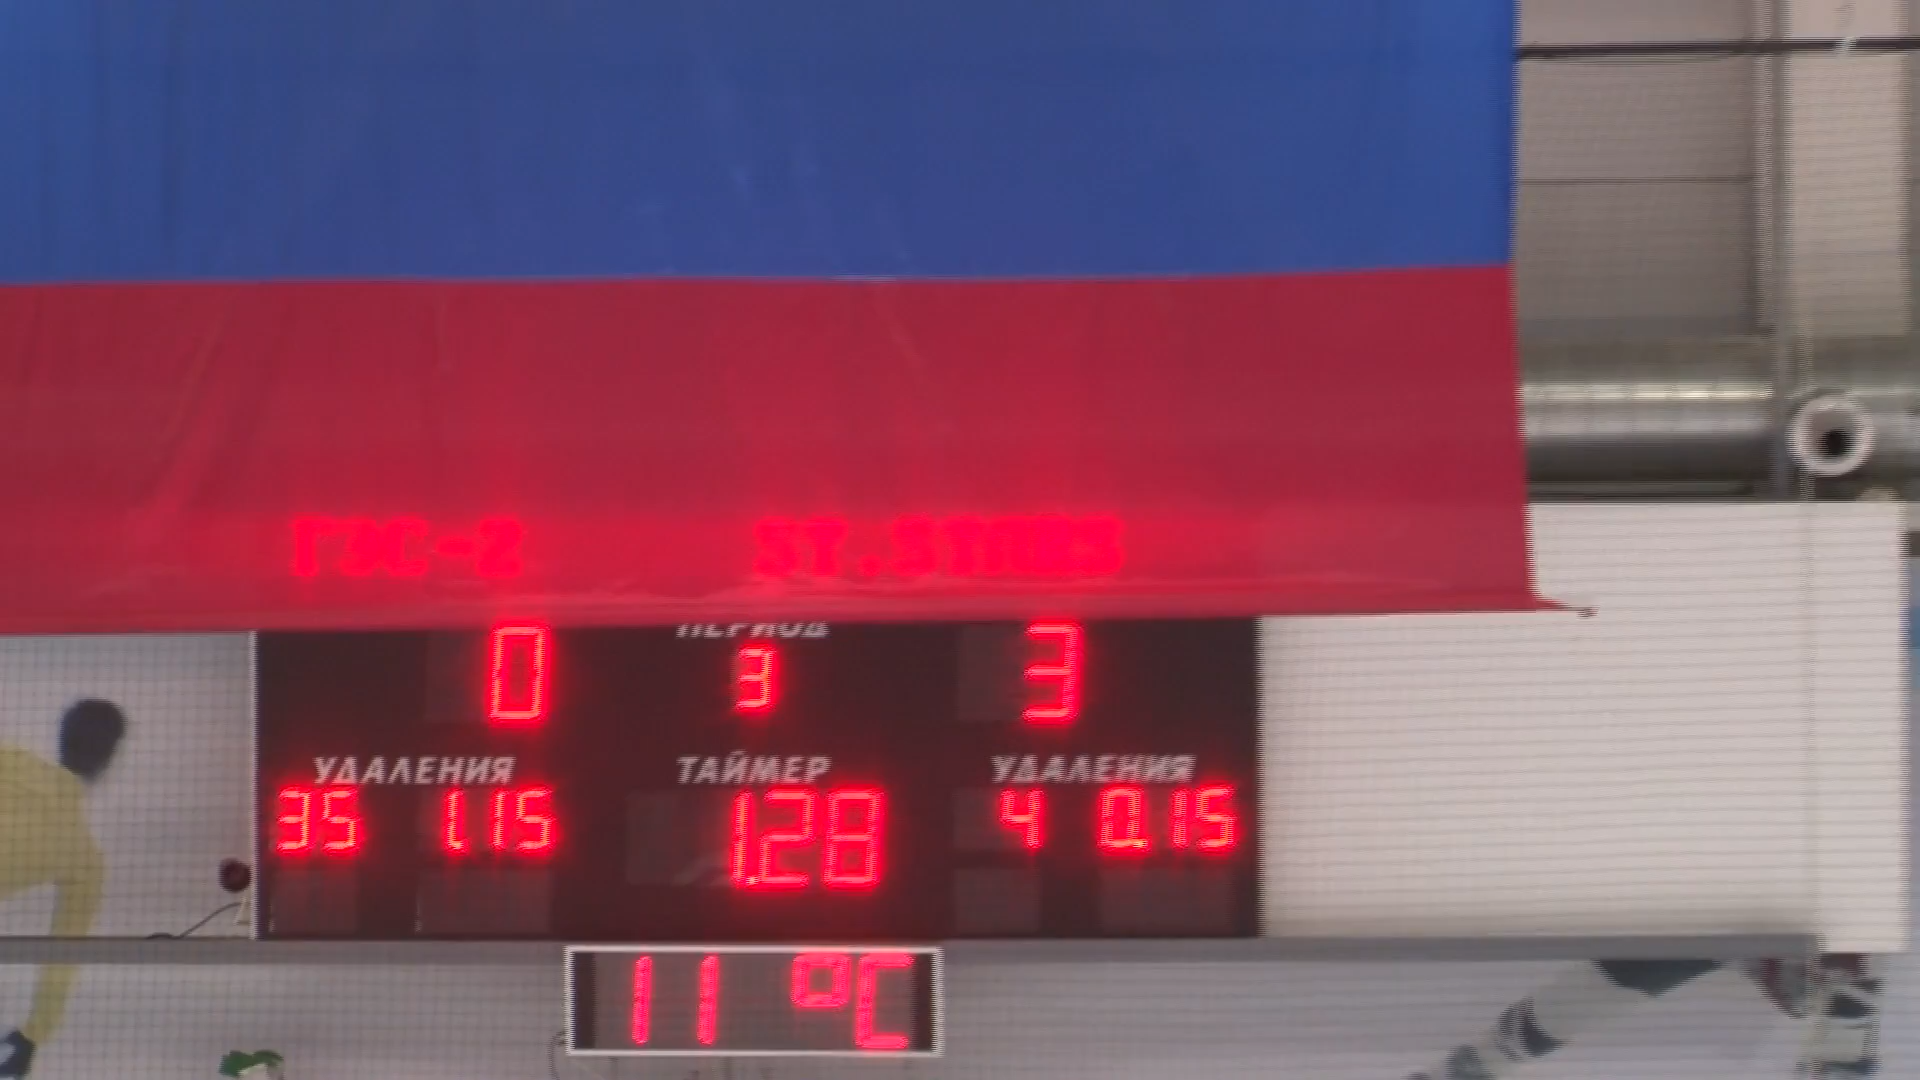 ГЭС-2
ПЕРИОД
0 3 3
УДАЛЕНИЯ ТАЙМЕР УДАЛЕНИЯ
35 1.15 1.28 4 0.15
11 °C